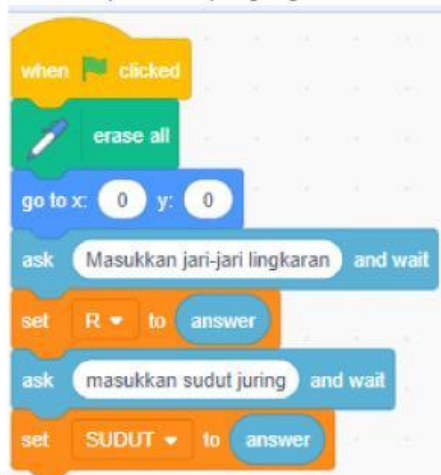 when clicked
erase all
go to x: 0 y: 0
ask Masukkan jari-jari lingkaran and wait
set R to answer
ask masukkan sudut juring and wait
set SUDUT to answer